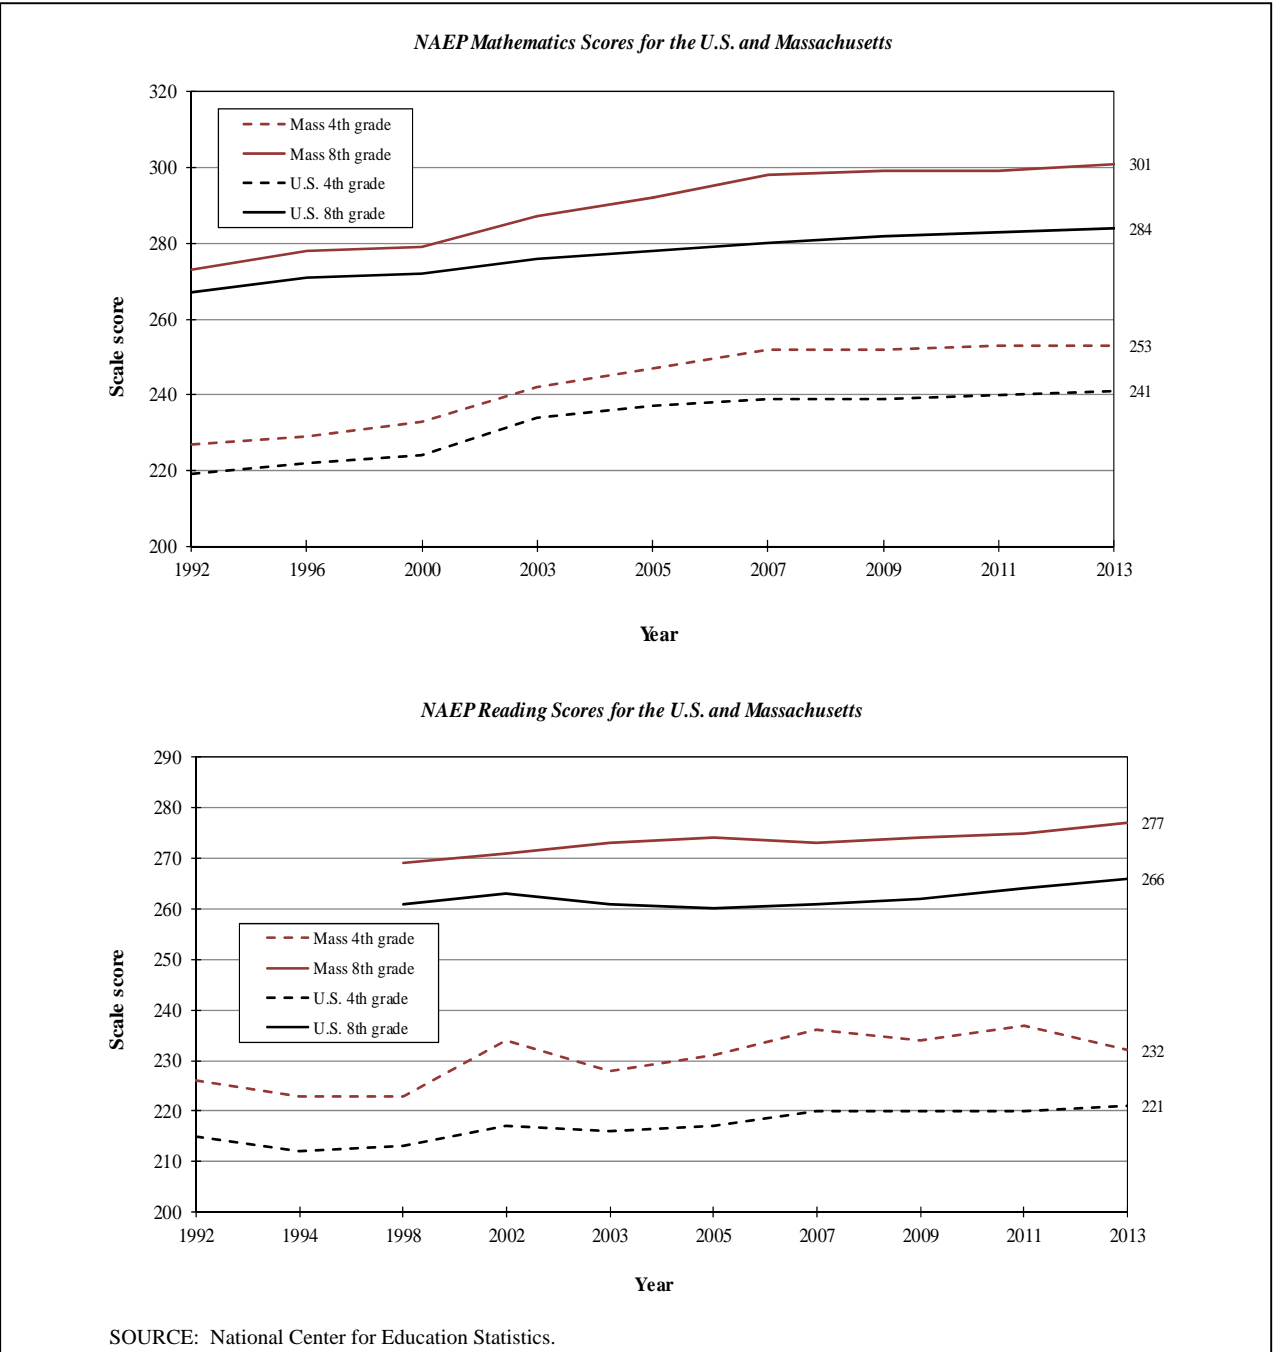 NAEP Mathematics Scores for the U.S. and Massachusetts
320
300
280
260
240
220
200
Scale score
Mass 4th grade
Mass 8th grade
U.S. 4th grade
U.S. 8th grade
301
284
253
241
1992 1996 2000 2003 2005 2007 2009 2011 2013
Year
NAEP Reading Scores for the U.S. and Massachusetts
290
280
270
260
250
240
230
220
210
200
Scale score
Mass 4th grade
Mass 8th grade
U.S. 4th grade
U.S. 8th grade
277
266
232
221
1992 1994 1998 2002 2003 2005 2007 2009 2011 2013
Year
SOURCE: National Center for Education Statistics.